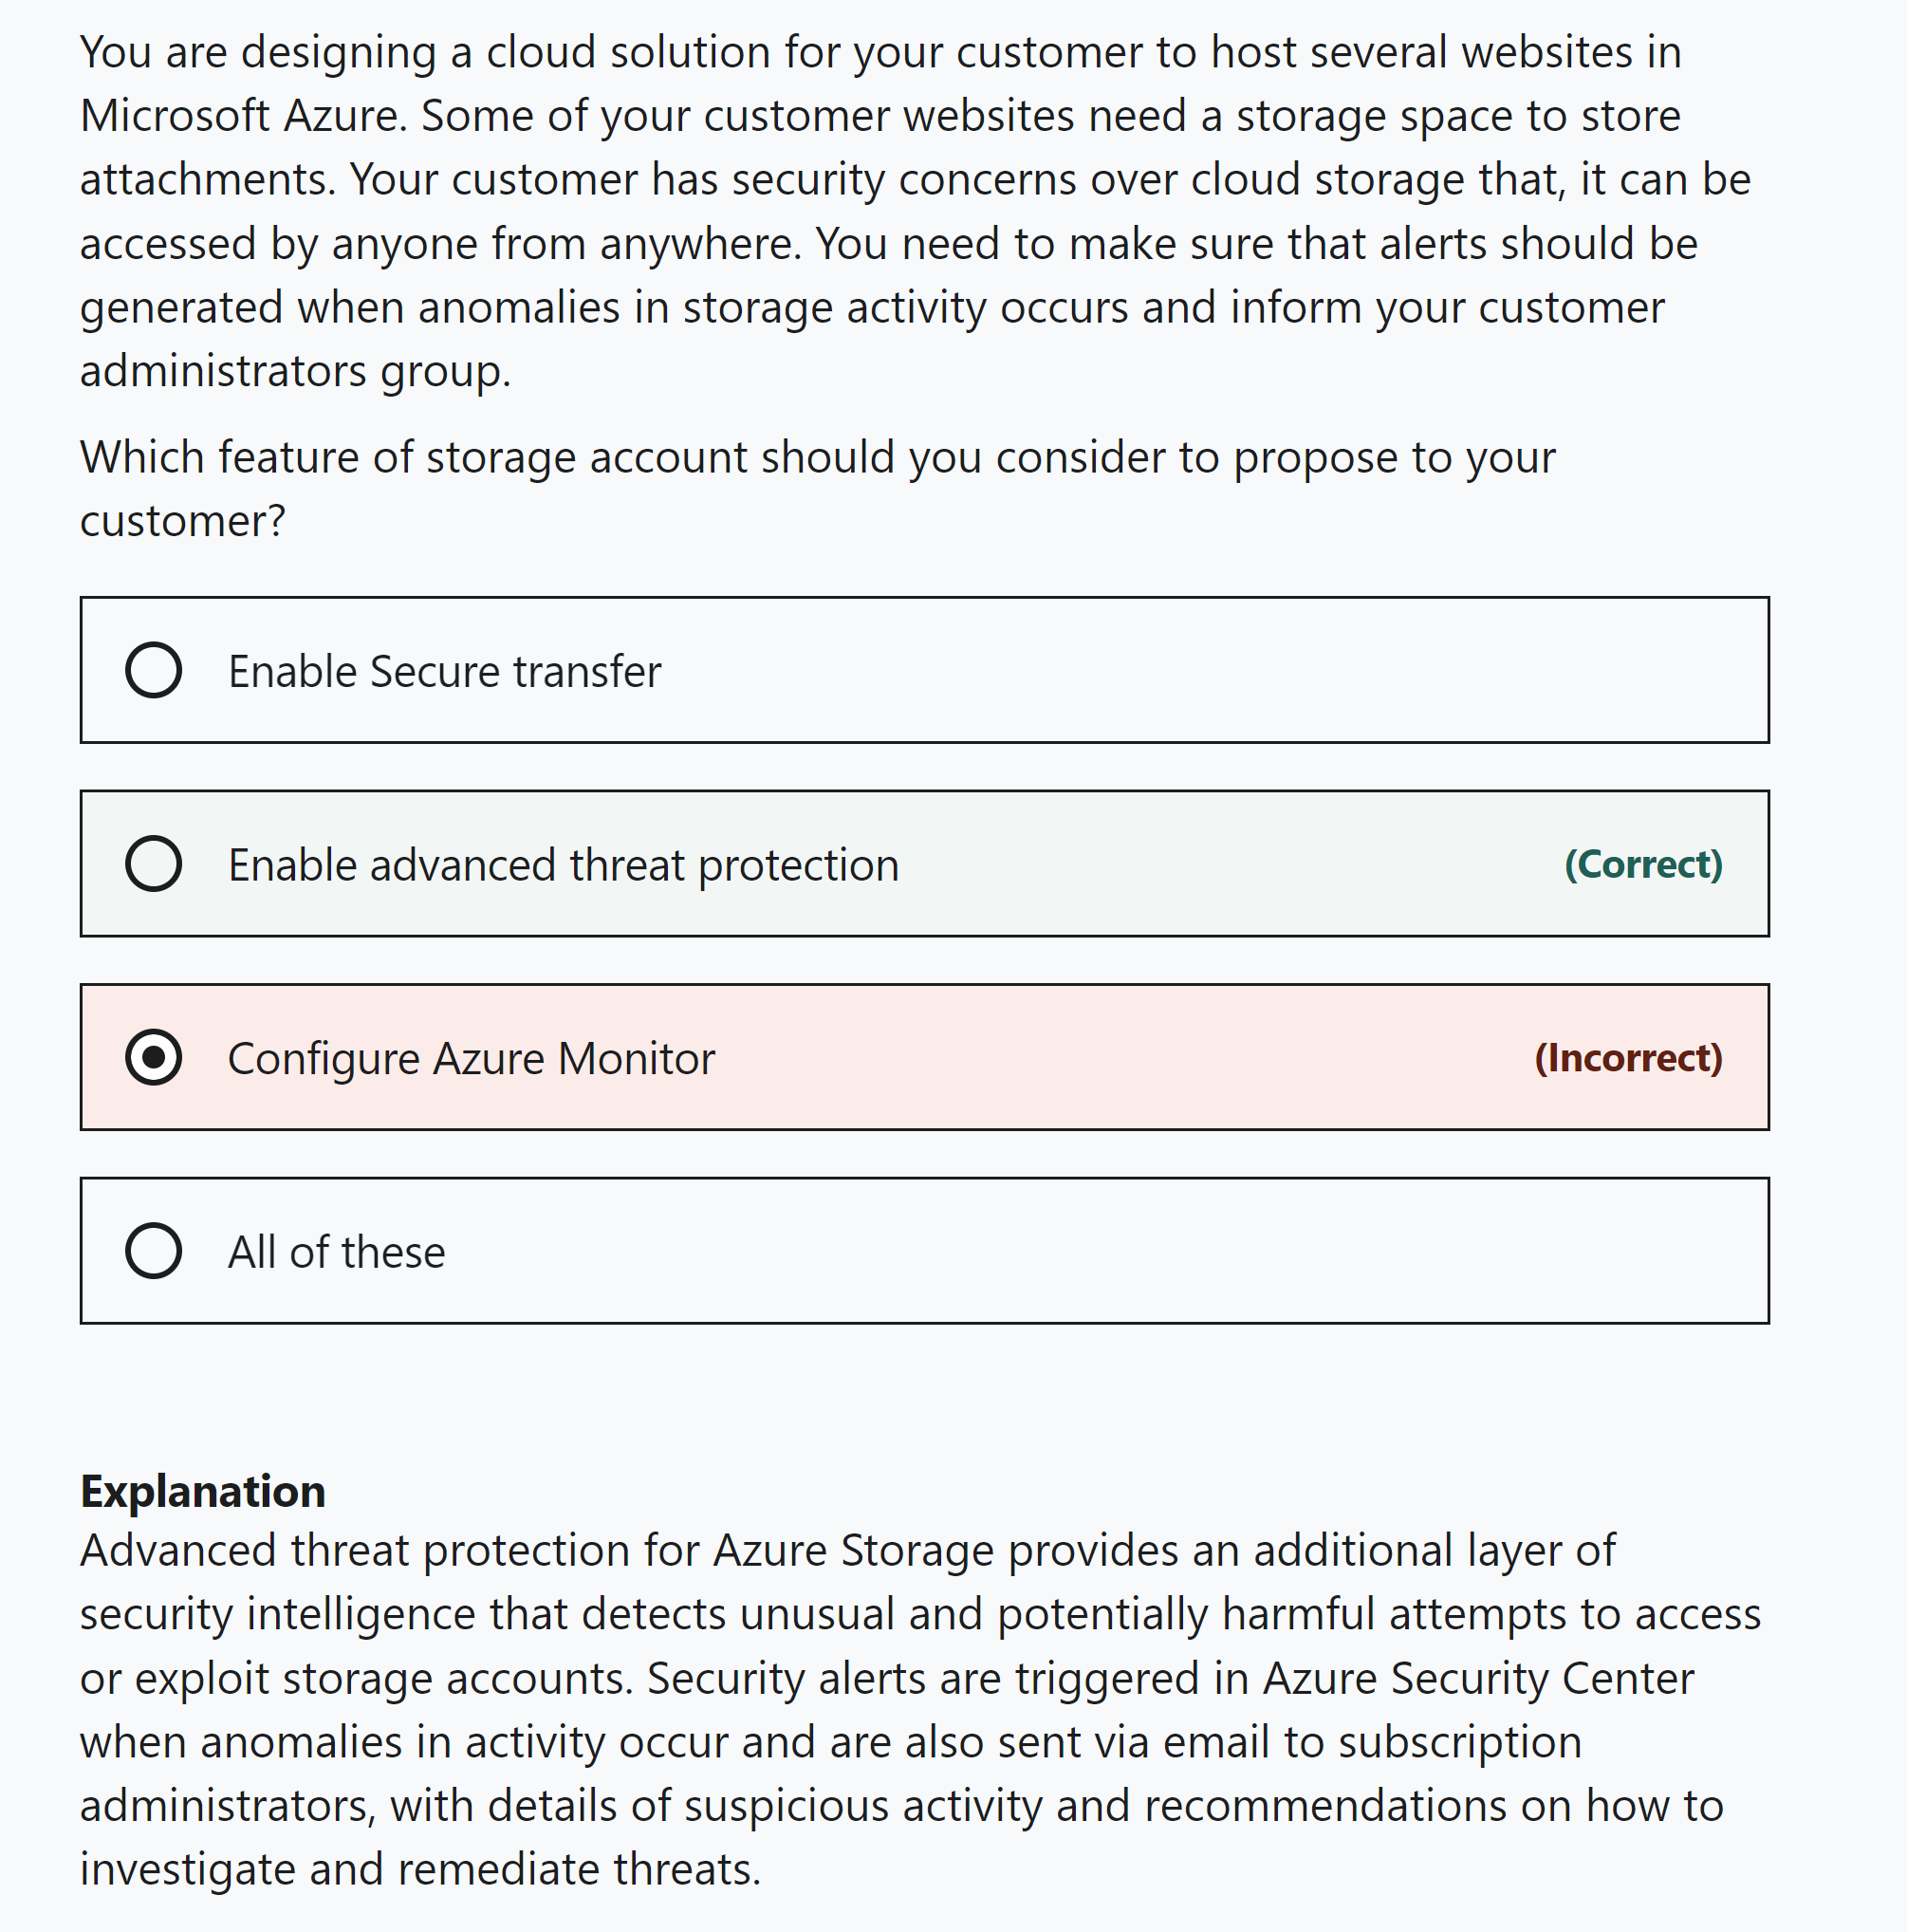 You are designing a cloud solution for your customer to host several websites in
Microsoft Azure. Some of your customer websites need a storage space to store
attachments. Your customer has security concerns over cloud storage that, it can be
accessed by anyone from anywhere. You need to make sure that alerts should be
generated when anomalies in storage activity occurs and inform your customer
administrators group.
Which feature of storage account should you consider to propose to your
customer?
Enable Secure transfer
Enable advanced threat protection (Correct)
Configure Azure Monitor (Incorrect)
All of these
Explanation
Advanced threat protection for Azure Storage provides an additional layer of
security intelligence that detects unusual and potentially harmful attempts to access
or exploit storage accounts. Security alerts are triggered in Azure Security Center
when anomalies in activity occur and are also sent via email to subscription
administrators, with details of suspicious activity and recommendations on how to
investigate and remediate threats.